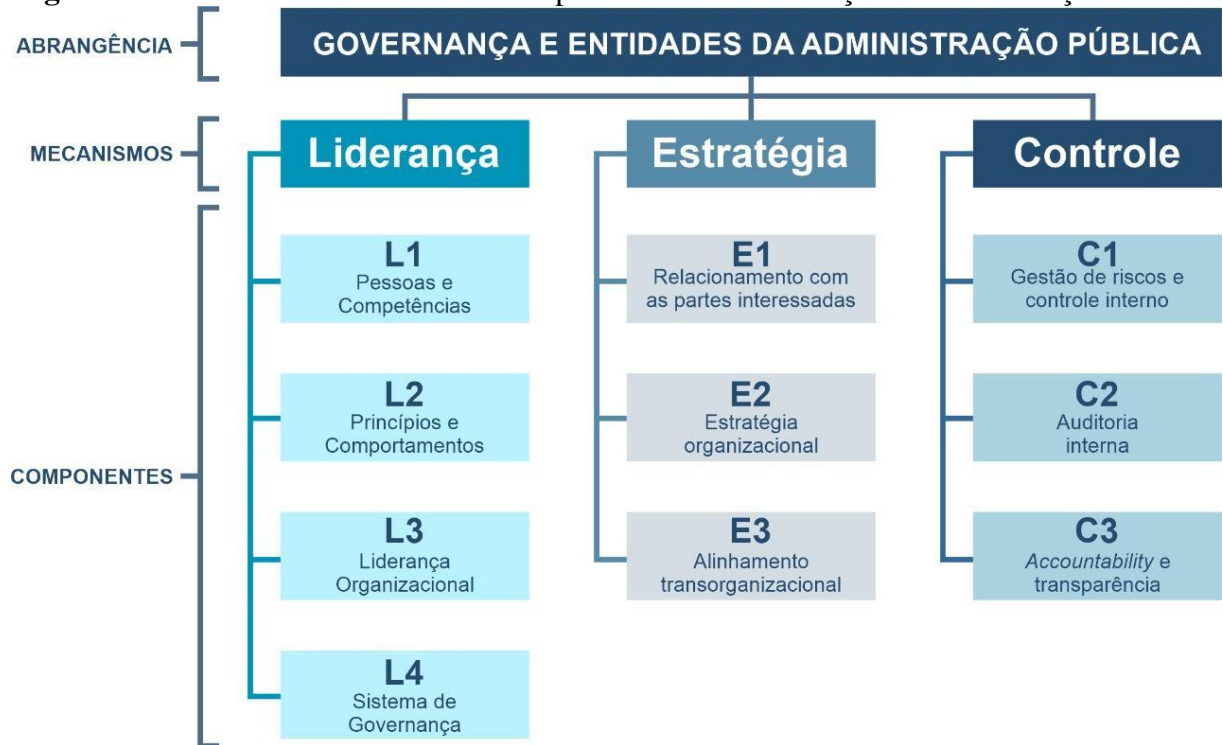 ABRANGÊNCIA
GOVERNANÇA E ENTIDADES DA ADMINISTRAÇÃO PÚBLICA
MECANISMOS
Liderança
Estratégia
Controle
COMPONENTES
L1
Pessoas e
Competências
E1
Relacionamento com
as partes interessadas
C1
Gestão de riscos e
controle interno
L2
Princípios e
Comportamentos
E2
Estratégia
organizacional
C2
Auditoria
interna
L3
Liderança
Organizacional
E3
Alinhamento
transorganizacional
C3
Accountability e
transparência
L4
Sistema de
Governança